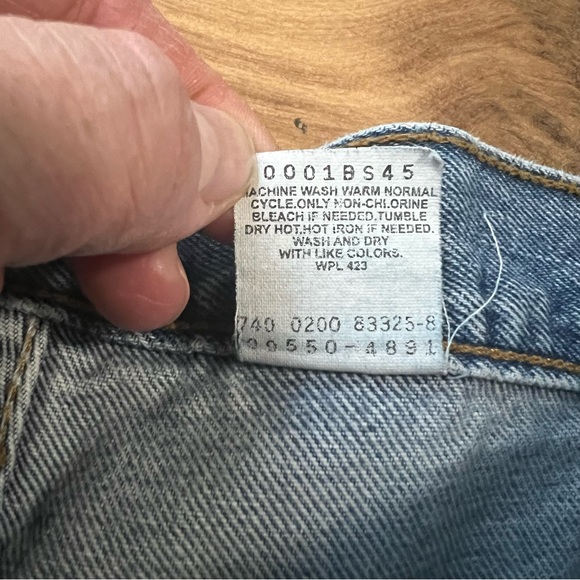 0001BS45
MACHINE WASH WARM NORMAL
CYCLE.ONLY NON-CHLORINE
BLEACH IF NEEDED.TUMBLE
DRY HOT.HOT IRON IF NEEDED.
WASH AND DRY
WITH LIKE COLORS.
WPL 423
740 0200 83325-8
99550-4891